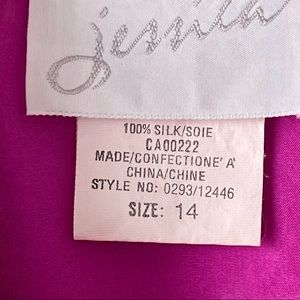 100% SILK/SOIE
CA00222
MADE/CONFECTIONE' A'
CHINA/CHINE
STYLE NO: 0293/12446
SIZE: 14